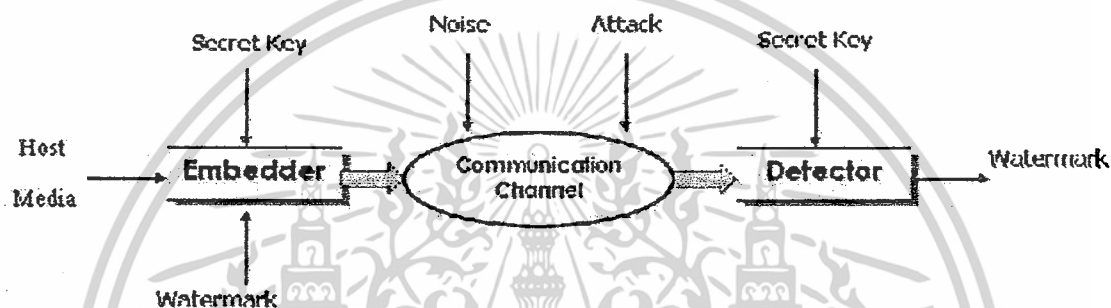 Noise Attack
Secret Key Secret Key
Host
Media
Embedder
Communication
Channel
Detector
Watermark
Watermark